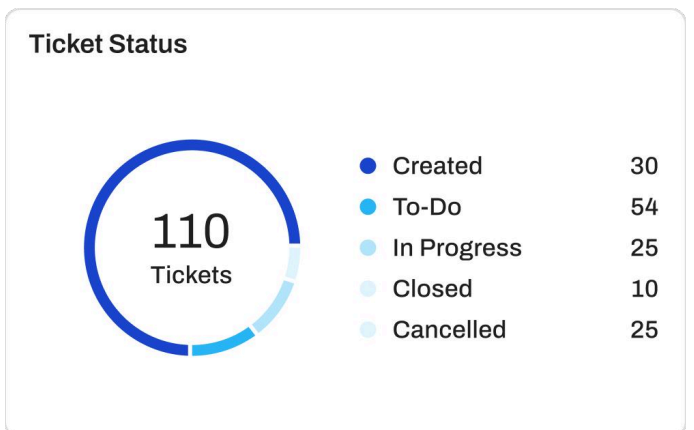 Ticket Status
110
Tickets
Created 30
To-Do 54
In Progress 25
Closed 10
Cancelled 25